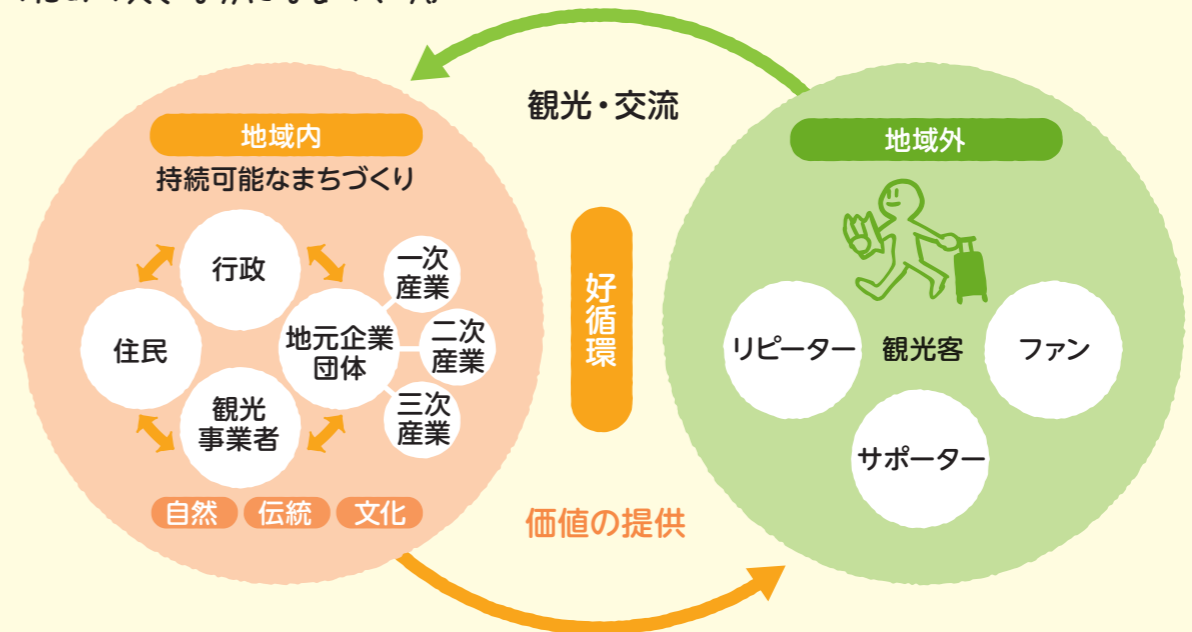 観光・交流
地域内
持続可能なまちづくり
行政
住民
地元企業
団体
観光
事業者
一次
産業
二次
産業
三次
産業
自然
伝統
文化
好循環
価値の提供
地域外
リピーター
観光客
ファン
サポーター